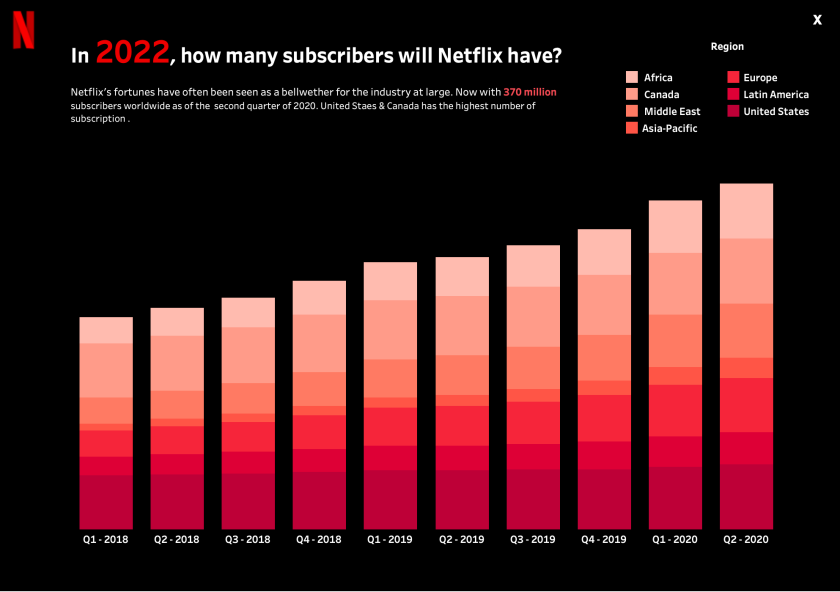 N
X
In 2022, how many subscribers will Netflix have?
Netflix's fortunes have often been seen as a bellwether for the industry at large. Now with 370 million
subscribers worldwide as of the second quarter of 2020. United Staes & Canada has the highest number of
subscription .
Region
Africa
Canada
Middle East
Asia-Pacific
Europe
Latin America
United States
Q1 - 2018
Q2 - 2018
Q3 - 2018
Q4 - 2018
Q1 - 2019
Q2 - 2019
Q3 - 2019
Q4 - 2019
Q1 - 2020
Q2 - 2020